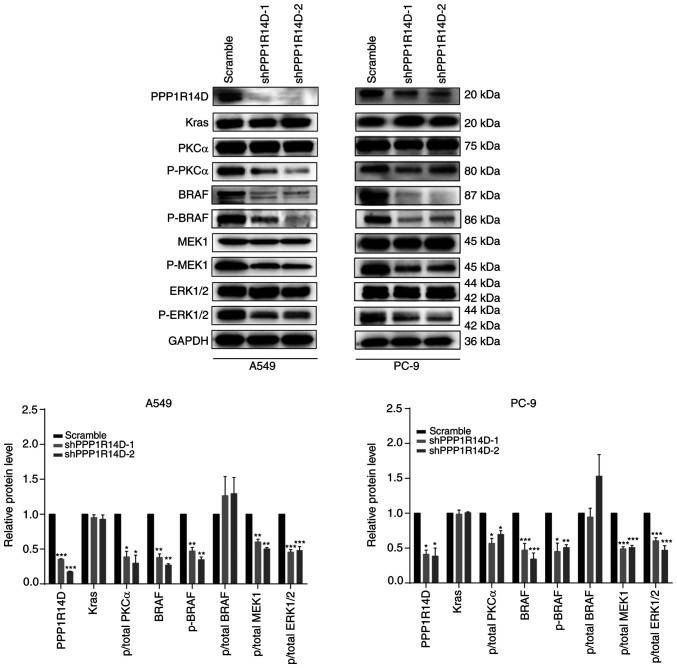 Scramble
shPPP1R14D-1
shPPP1R14D-2
Scramble
shPPP1R14D-1
shPPP1R14D-2
PPP1R14D
20 kDa
Kras
20 kDa
PKCα
75 kDa
P-PKCα
80 kDa
BRAF
87 kDa
P-BRAF
86 kDa
MEK1
45 kDa
P-MEK1
45 kDa
ERK1/2
44 kDa
42 kDa
P-ERK1/2
44 kDa
42 kDa
GAPDH
36 kDa
A549
PC-9
A549
Relative protein level
2.5
2.0
1.5
1.0
0.5
0.0
Scramble
shPPP1R14D-1
shPPP1R14D-2
*** ***
* *
** **
** **
** **
*** ***
PPP1R14D
Kras
p/total PKCα
BRAF
p-BRAF
p/total BRAF
p/total MEK1
p/total ERK1/2
PC-9
Relative protein level
2.5
2.0
1.5
1.0
0.5
0.0
Scramble
shPPP1R14D-1
shPPP1R14D-2
* *
* *
*** ***
* **
*** ***
*** ***
PPP1R14D
Kras
p/total PKCα
BRAF
p-BRAF
p/total BRAF
p/total MEK1
p/total ERK1/2